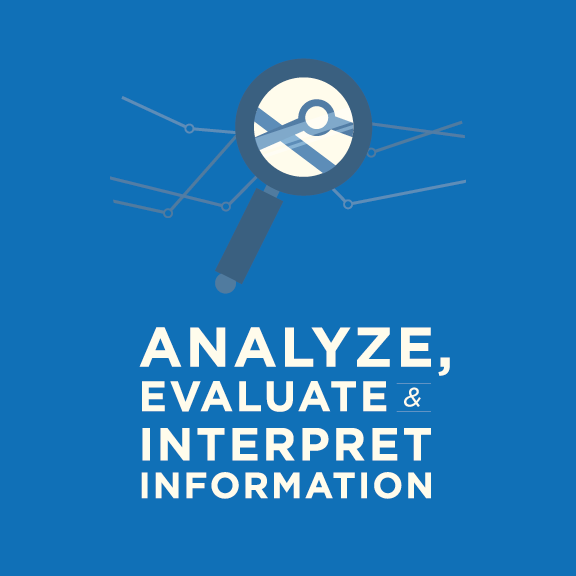 ANALYZE,
EVALUATE &
INTERPRET
INFORMATION